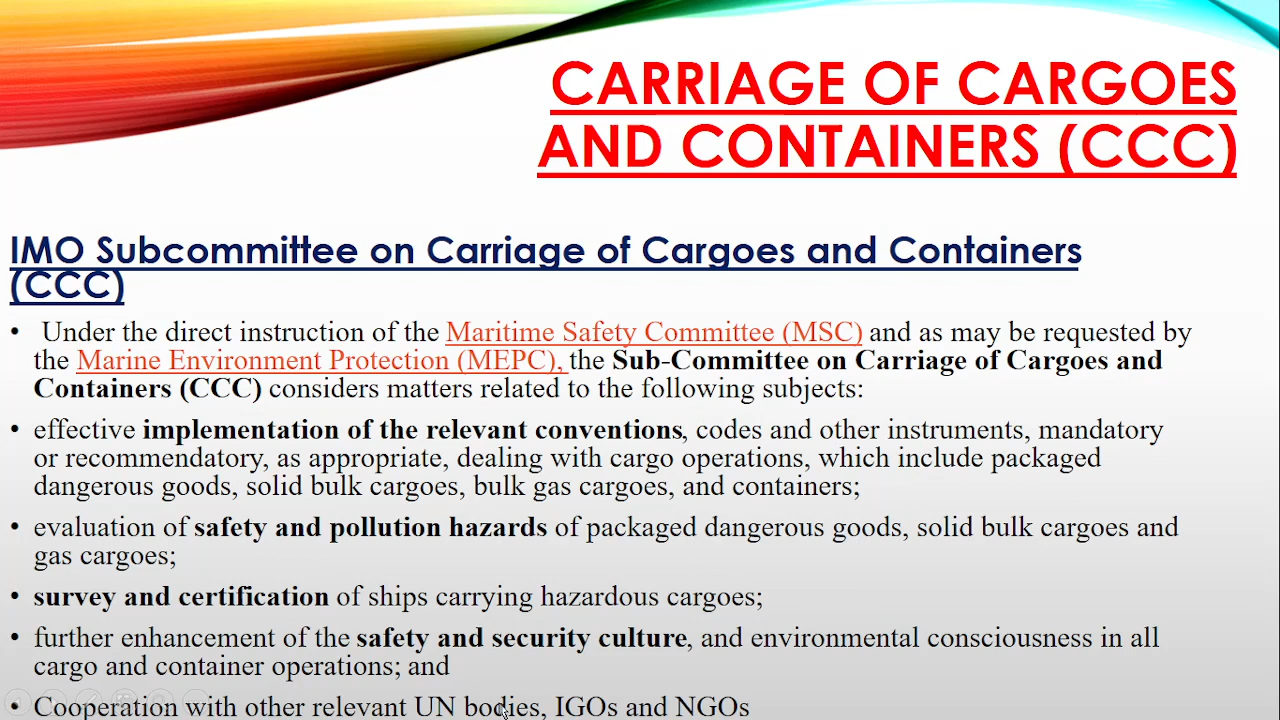 CARRIAGE OF CARGOES
AND CONTAINERS (CCC)
IMO Subcommittee on Carriage of Cargoes and Containers
(CCC)
• Under the direct instruction of the Maritime Safety Committee (MSC) and as may be requested by
the Marine Environment Protection (MEPC), the Sub-Committee on Carriage of Cargoes and
Containers (CCC) considers matters related to the following subjects:
• effective implementation of the relevant conventions, codes and other instruments, mandatory
or recommendatory, as appropriate, dealing with cargo operations, which include packaged
dangerous goods, solid bulk cargoes, bulk gas cargoes, and containers;
• evaluation of safety and pollution hazards of packaged dangerous goods, solid bulk cargoes and
gas cargoes;
• survey and certification of ships carrying hazardous cargoes;
• further enhancement of the safety and security culture, and environmental consciousness in all
cargo and container operations; and
• Cooperation with other relevant UN bodies, IGOs and NGOs